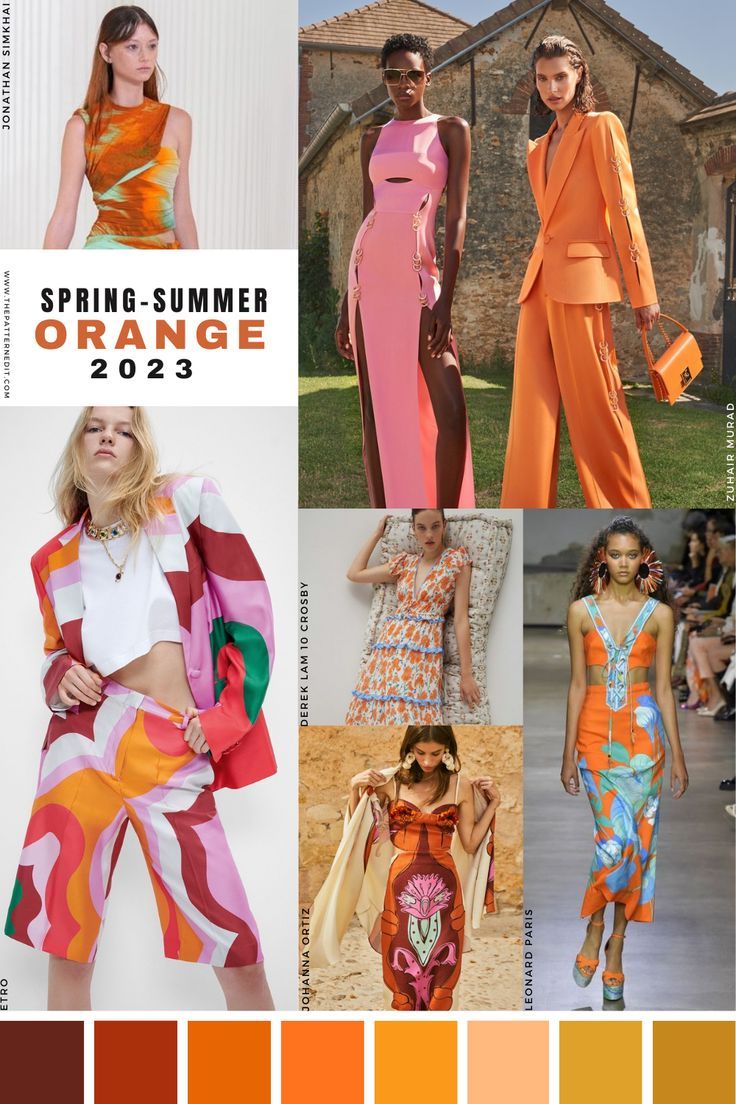 JONATHAN SIMKHAI
WWW.THEPATTERNEDIT.COM
SPRING-SUMMER
ORANGE
2023
ZUHAIR MURAD
DEREK LAM 10 CROSBY
ETRO
JOHANNA ORTIZ
LEONARD PARIS